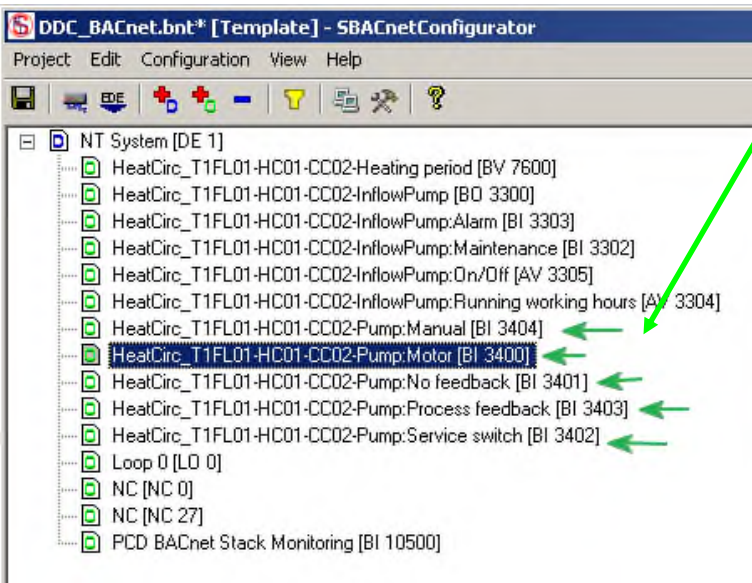 DDC_BACnet.bnt* [Template] - SBACnetConfigurator
Project Edit Configuration View Help
EDE D O ?
D NT System [DE 1]
O HeatCirc_T1FL01-HC01-CC02-Heating period [BV 7600]
O HeatCirc_T1FL01-HC01-CC02-InflowPump [BO 3300]
O HeatCirc_T1FL01-HC01-CC02-InflowPump:Alarm [BI 3303]
O HeatCirc_T1FL01-HC01-CC02-InflowPump:Maintenance [BI 3302]
O HeatCirc_T1FL01-HC01-CC02-InflowPump:On/Off [AV 3305]
O HeatCirc_T1FL01-HC01-CC02-InflowPump:Running working hours [AV 3304]
O HeatCirc_T1FL01-HC01-CC02-Pump:Manual [BI 3404]
O HeatCirc_T1FL01-HC01-CC02-Pump:Motor [BI 3400]
O HeatCirc_T1FL01-HC01-CC02-Pump:No feedback [BI 3401]
O HeatCirc_T1FL01-HC01-CC02-Pump:Process feedback [BI 3403]
O HeatCirc_T1FL01-HC01-CC02-Pump:Service switch [BI 3402]
O Loop 0 [LO 0]
O NC [NC 0]
O NC [NC 27]
O PCD BACnet Stack Monitoring [BI 10500]